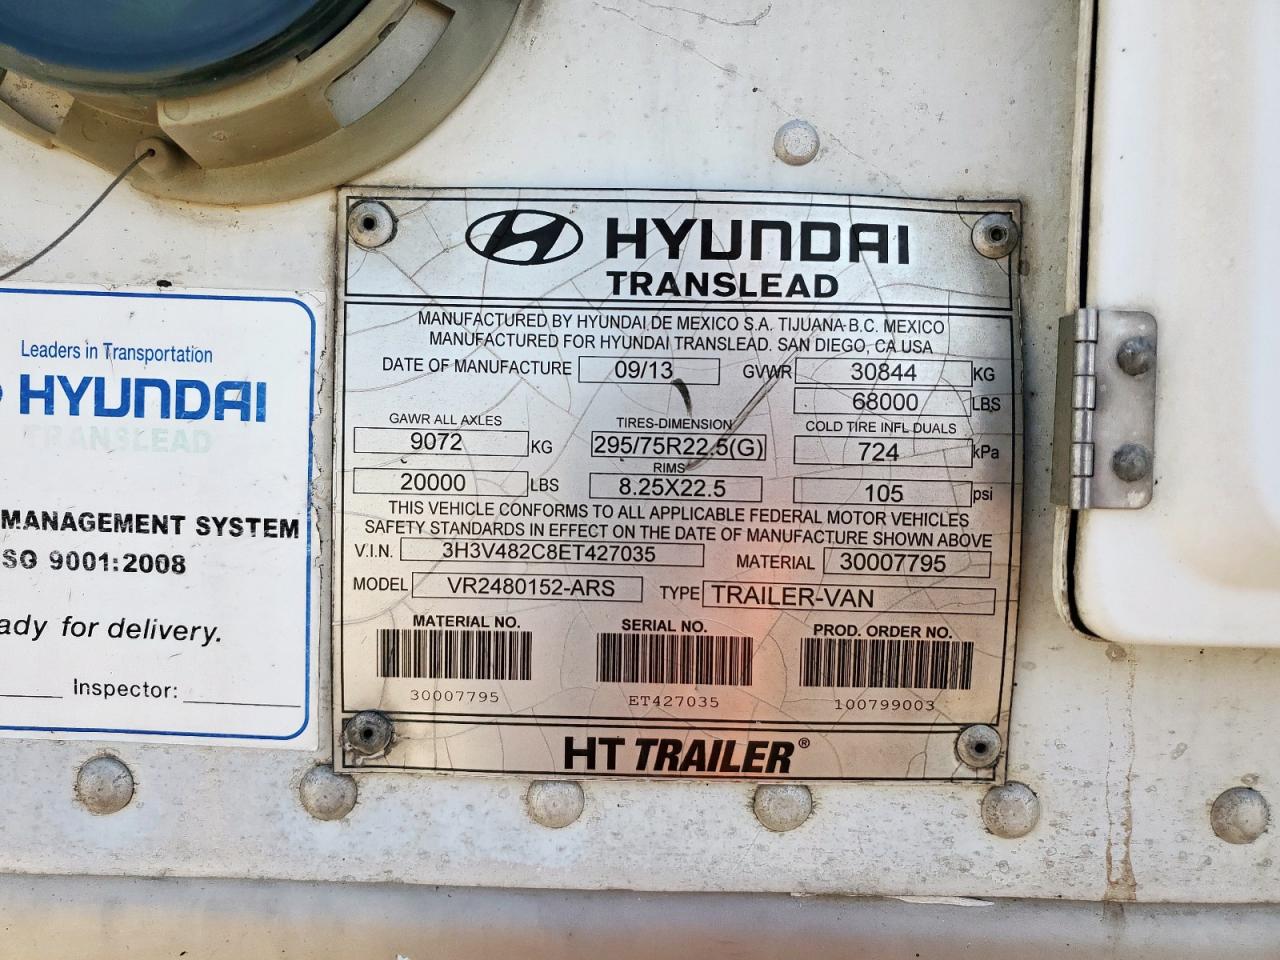 HYUNDAI
TRANSLEAD
MANUFACTURED BY HYUNDAI DE MEXICO S.A. TIJUANA B.C. MEXICO
MANUFACTURED FOR HYUNDAI TRANSLEAD. SAN DIEGO, CA USA
DATE OF MANUFACTURE 09/13 GVWR 30844 KG
68000 LBS
GAWR ALL AXLES TIRES-DIMENSION COLD TIRE INFL DUALS
9072 KG 295/75R22.5(G) 724 kPa
RIMS
20000 LBS 8.25X22.5 105 psi
THIS VEHICLE CONFORMS TO ALL APPLICABLE FEDERAL MOTOR VEHICLES
SAFETY STANDARDS IN EFFECT ON THE DATE OF MANUFACTURE SHOWN ABOVE
V.I.N. 3H3V482C8ET427035 MATERIAL 30007795
MODEL VR2480152-ARS TYPE TRAILER-VAN
MATERIAL NO. SERIAL NO. PROD. ORDER NO.
30007795 ET427035 100799003
HT TRAILER®
Leaders in Transportation
HYUNDAI
TRANSLEAD
MANAGEMENT SYSTEM
SO 9001:2008
ady for delivery.
Inspector: